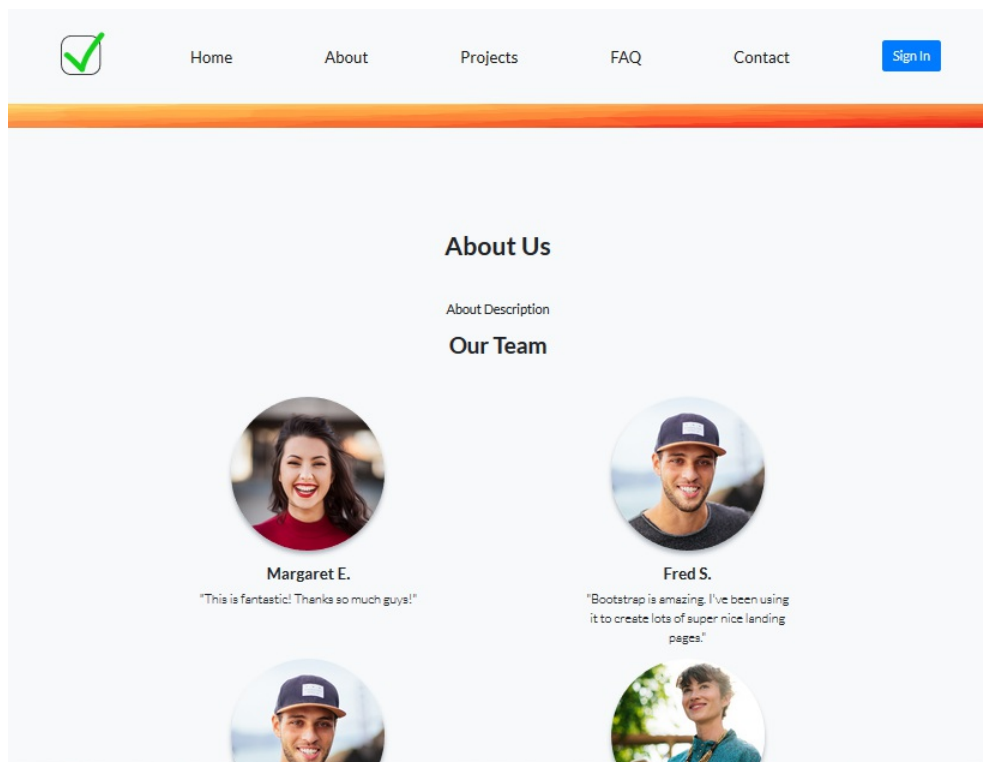 Home About Projects FAQ Contact Sign In
About Us
About Description
Our Team
Margaret E.
"This is fantastic! Thanks so much guys!"
Fred S.
"Bootstrap is amazing. I've been using
it to create lots of super nice landing
pages."